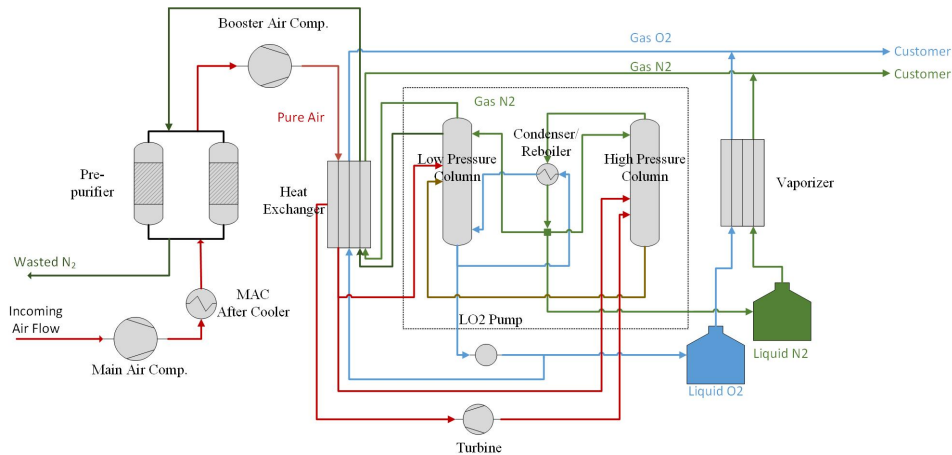 Booster Air Comp.
Gas O2
Customer
Gas N2
Customer
Pure Air
Gas N2
Condenser/
Reboiler
Low Pressure
Column
High Pressure
Column
Pre-
purifier
Heat
Exchanger
Vaporizer
Wasted N₂
MAC
After Cooler
Incoming
Air Flow
Main Air Comp.
LO2 Pump
Liquid N2
Liquid O2
Turbine